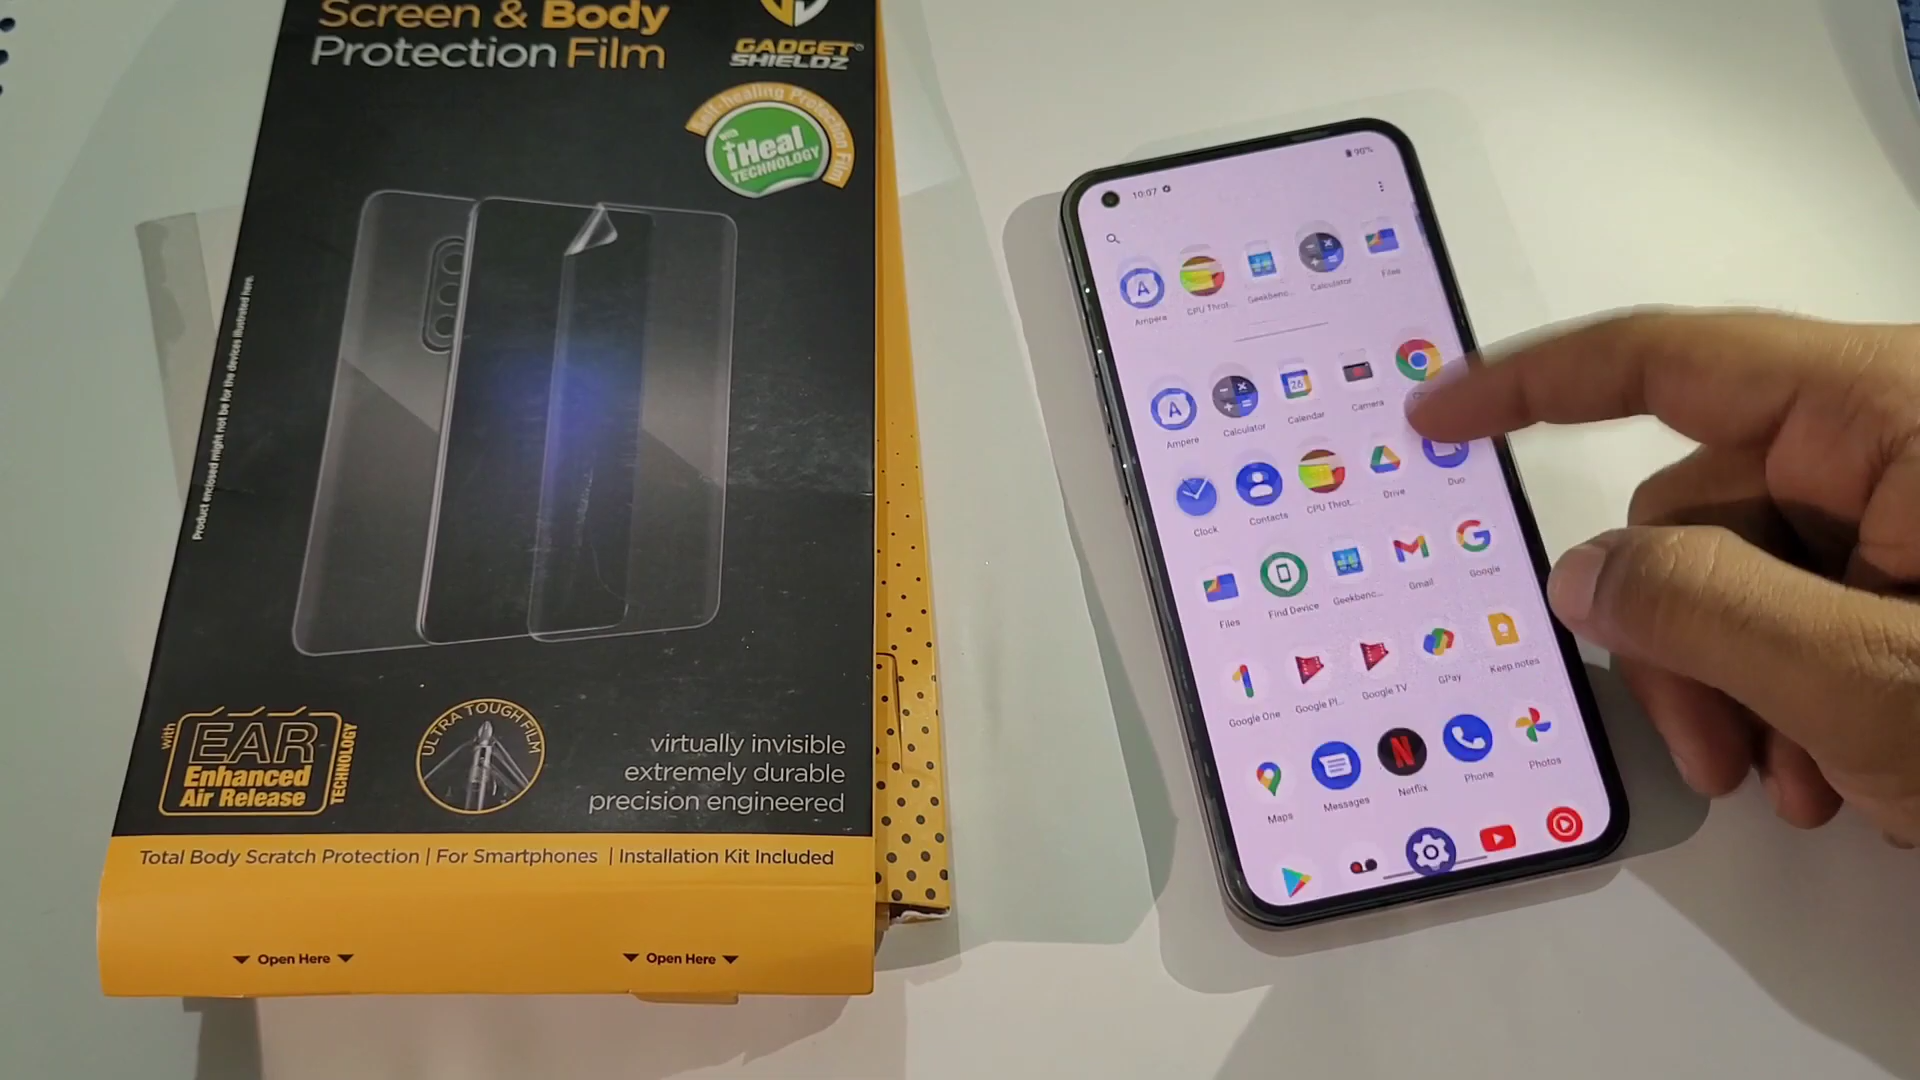 Screen & Body
Protection Film
GADGET
SHIELDZ
Self-healing Protection Film
with
iHeal
TECHNOLOGY
Product enclosed might not be for the devices illustrated here.
with
EAR
Enhanced
Air Release
TECHNOLOGY
ULTRA TOUGH FILM
virtually invisible
extremely durable
precision engineered
Total Body Scratch Protection | For Smartphones | Installation Kit Included
Open Here
Open Here
10:07
90%
Ampere
CPU Throt...
Geekbenc...
Calculator
Files
Ampere
Calculator
26
Calendar
Camera
Clock
Contacts
CPU Throt...
Drive
Duo
Files
Find Device
Geekbenc...
Gmail
Google
Google One
Google Pl...
Google TV
GPay
Keep notes
Maps
Messages
Netflix
Phone
Photos